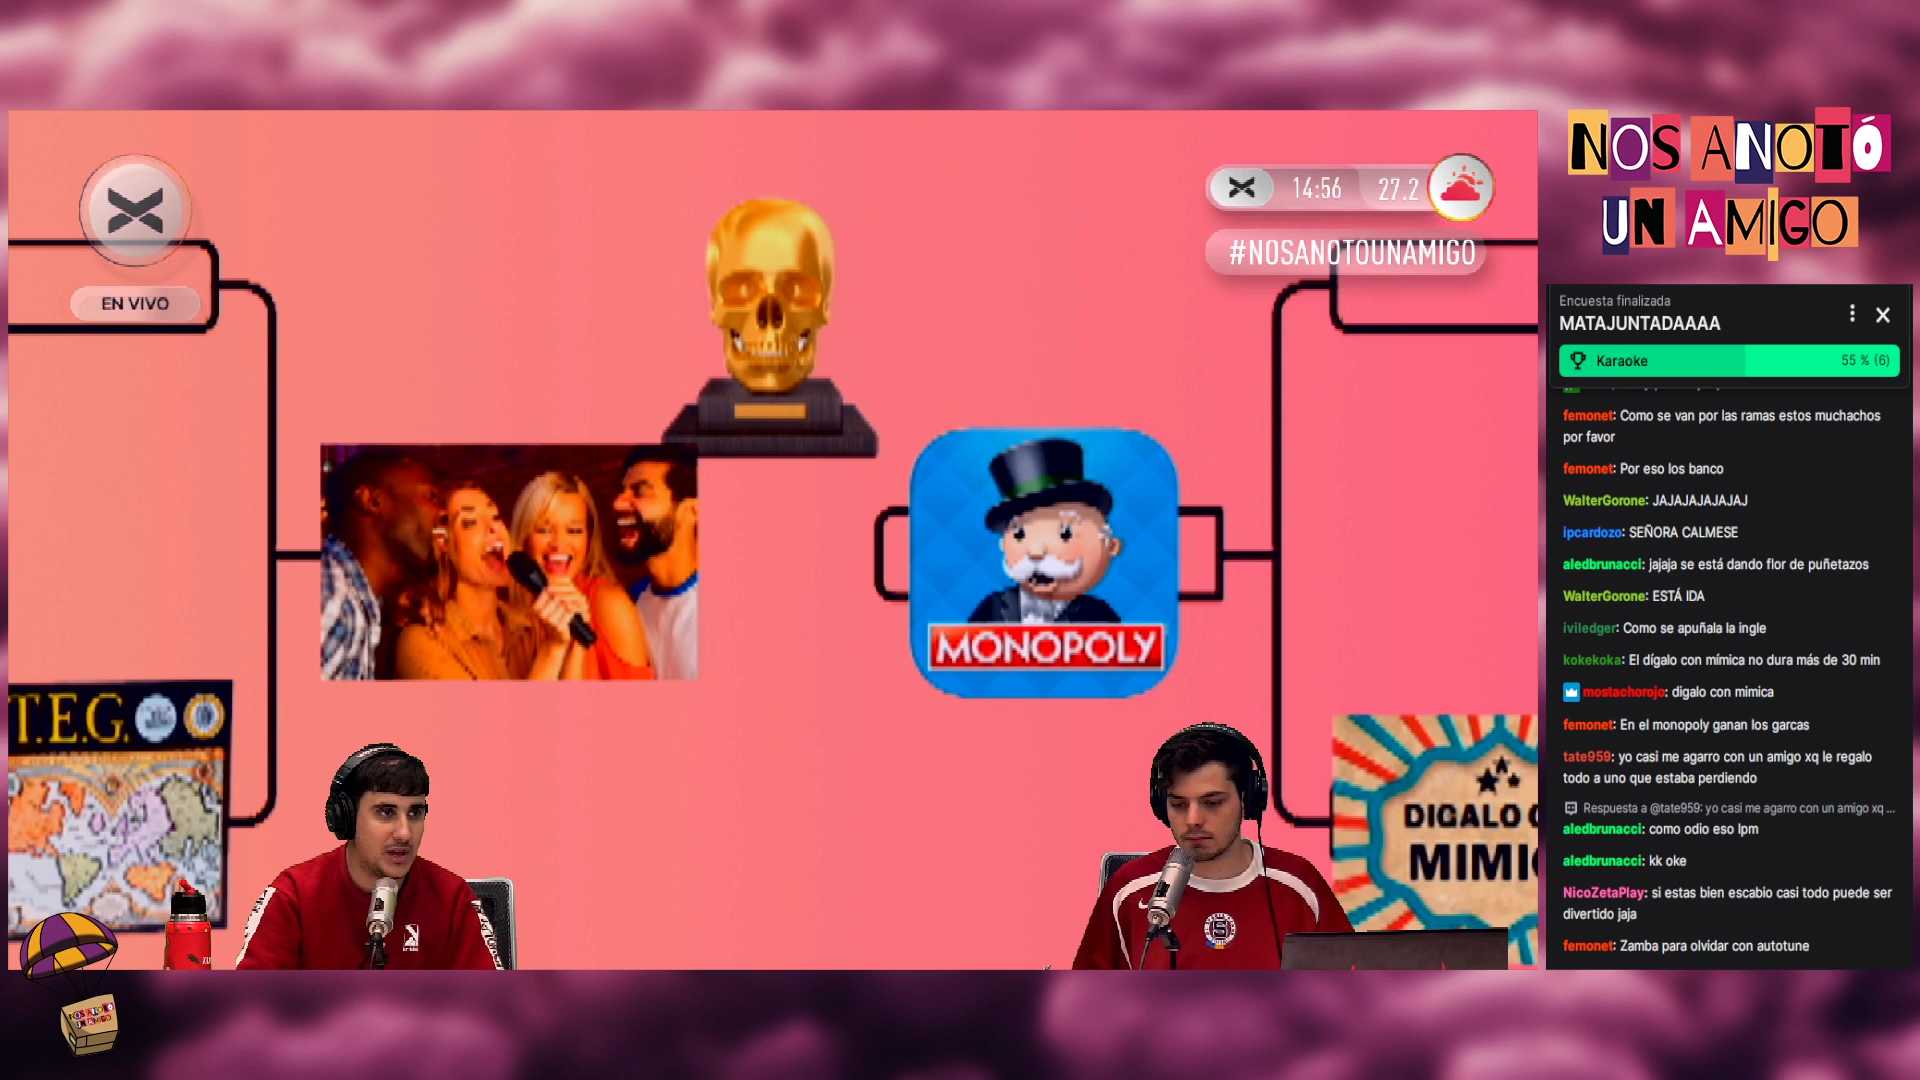 NOS ANOTÓ
UN AMIGO
14:56 27.2
#NOSANOTOUNAMIGO
EN VIVO
MONOPOLY
T.E.G.
DIGALO
Encuesta finalizada
MATAJUNTADAAAA
Karaoke 55 % (6)
femonet: Como se van por las ramas estos muchachos
por favor
femonet: Por eso los banco
WalterGorone: JAJAJAJAJAJAJ
ipcardozo: SEÑORA CALMESE
aledbrunacci: jajaja se está dando flor de puñetazos
WalterGorone: ESTÁ IDA
iviledger: Como se apuñala la ingle
kokekoka: El dígalo con mímica no dura más de 30 min
mostachorojo: digalo con mimica
femonet: En el monopoly ganan los garcas
tate959: yo casi me agarro con un amigo xq le regalo
todo a uno que estaba perdiendo
Respuesta a @tate959: yo casi me agarro con un amigo xq ...
aledbrunacci: como odio eso lpm
aledbrunacci: kk oke
NicoZetaPlay: si estas bien escabio casi todo puede ser
divertido jaja
femonet: Zamba para olvidar con autotune
NOS ANOTÓ
UN AMIGO